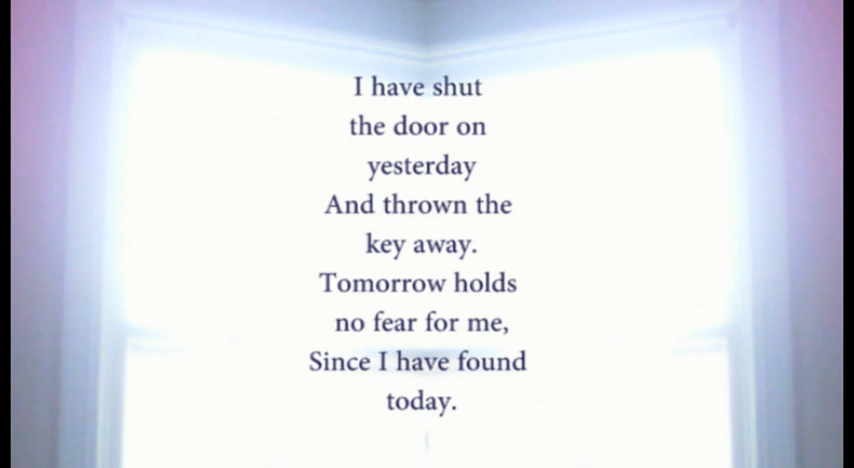 I have shut
the door on
yesterday
And thrown the
key away.
Tomorrow holds
no fear for me,
Since I have found
today.